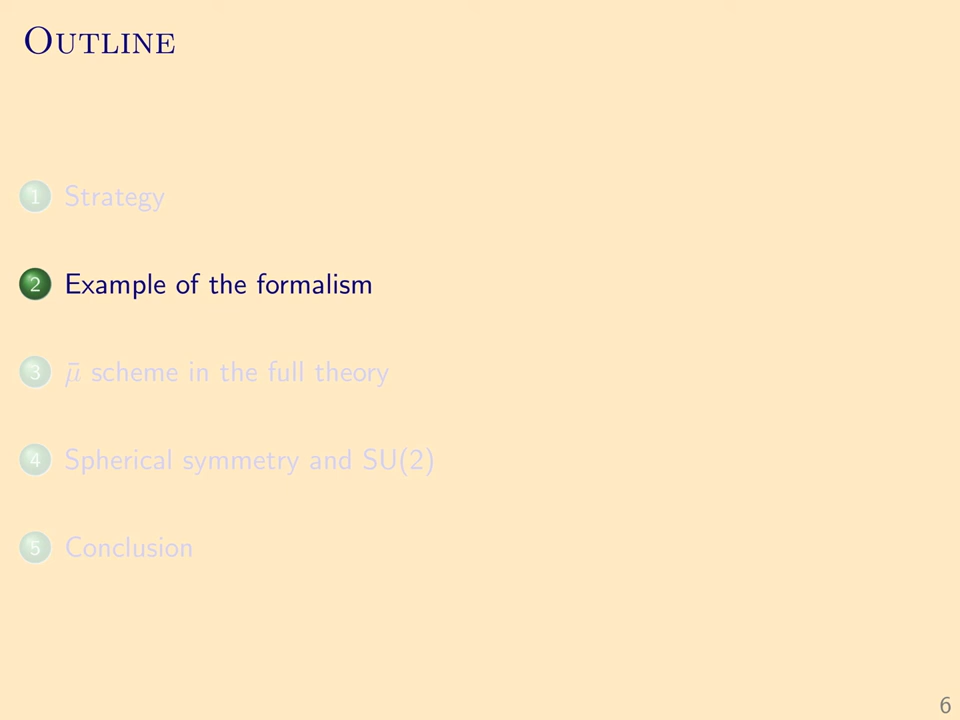 Outline
1 Strategy
2 Example of the formalism
3 μ̄ scheme in the full theory
4 Spherical symmetry and SU(2)
5 Conclusion
6